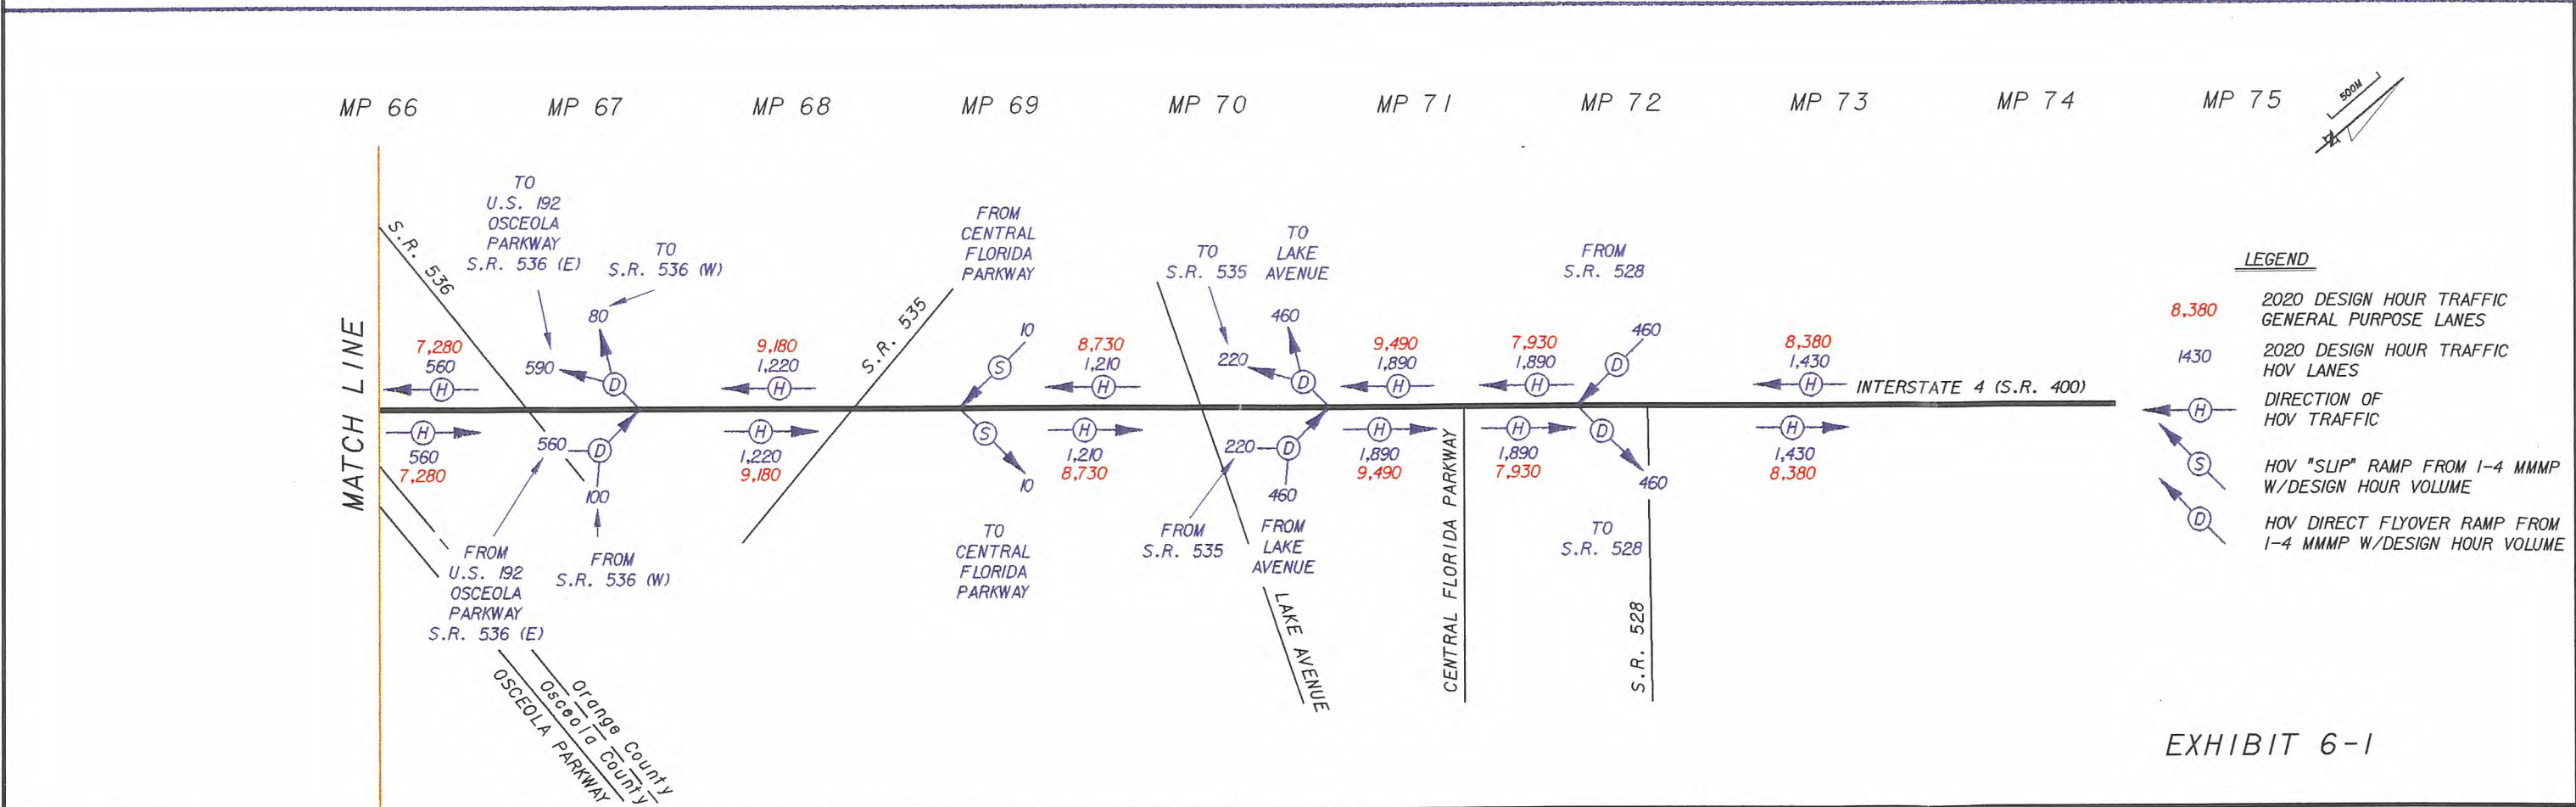 MP 66 MP 67 MP 68 MP 69 MP 70 MP 71 MP 72 MP 73 MP 74 MP 75
500M
MATCH LINE
S.R. 536
TO
U.S. 192
OSCEOLA
PARKWAY
S.R. 536 (E)
TO
S.R. 536 (W)
80
590
D
7,280
560
H
H
560
7,280
560
D
100
FROM
U.S. 192
OSCEOLA
PARKWAY
S.R. 536 (E)
FROM
S.R. 536 (W)
Orange County
Osceola County
OSCEOLA PARKWAY
9,180
1,220
H
H
1,220
9,180
S.R. 535
FROM
CENTRAL
FLORIDA
PARKWAY
10
S
S
10
TO
CENTRAL
FLORIDA
PARKWAY
8,730
1,210
H
H
1,210
8,730
TO
S.R. 535
TO
LAKE
AVENUE
460
220
D
220
D
460
FROM
S.R. 535
FROM
LAKE
AVENUE
LAKE AVENUE
9,490
1,890
H
H
1,890
9,490
CENTRAL FLORIDA PARKWAY
7,930
1,890
H
H
1,890
7,930
FROM
S.R. 528
460
D
D
460
TO
S.R. 528
S.R. 528
8,380
1,430
H
INTERSTATE 4 (S.R. 400)
H
1,430
8,380
LEGEND
8,380 2020 DESIGN HOUR TRAFFIC
GENERAL PURPOSE LANES
1430 2020 DESIGN HOUR TRAFFIC
HOV LANES
H DIRECTION OF
HOV TRAFFIC
S HOV "SLIP" RAMP FROM I-4 MMMP
W/DESIGN HOUR VOLUME
D HOV DIRECT FLYOVER RAMP FROM
I-4 MMMP W/DESIGN HOUR VOLUME
EXHIBIT 6-1